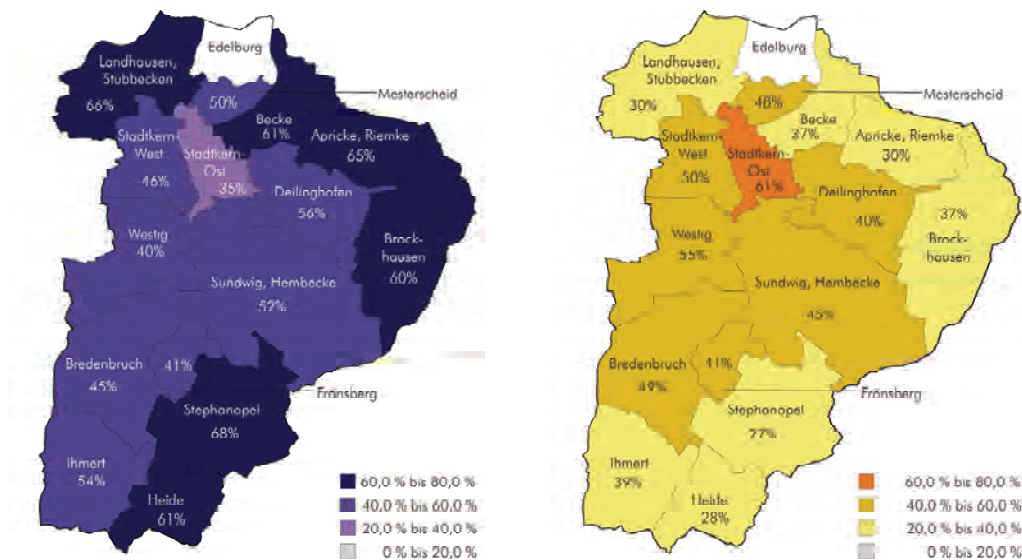 Edelburg
Landhausen,
Stubbecken
66%
50%
Mesterscheid
Becke
61%
Apricke, Riemke
65%
Stadtkern-
West
46%
Stadtkern-
Ost
35%
Deilinghofen
56%
Westig
40%
Brock-
hausen
60%
Sundwig, Hembecke
52%
Bredenbruch
45%
41%
Frönsberg
Stephanopel
68%
Ihmert
54%
Heide
61%
60,0 % bis 80,0 %
40,0 % bis 60,0 %
20,0 % bis 40,0 %
0 % bis 20,0 %
Edelburg
Landhausen,
Stubbecken
30%
48%
Becke
37%
Apricke, Riemke
30%
Stadtkern-
West
50%
Stadtkern-
Ost
61%
Deilinghofen
40%
Westig
55%
37%
Brock-
hausen
Sundwig, Hembecke
45%
Bredenbruch
49%
41%
Mesterscheid
Frönsberg
Stephanopel
27%
Ihmert
39%
Heide
28%
60,0 % bis 80,0 %
40,0 % bis 60,0 %
20,0 % bis 40,0 %
0 % bis 20,0 %